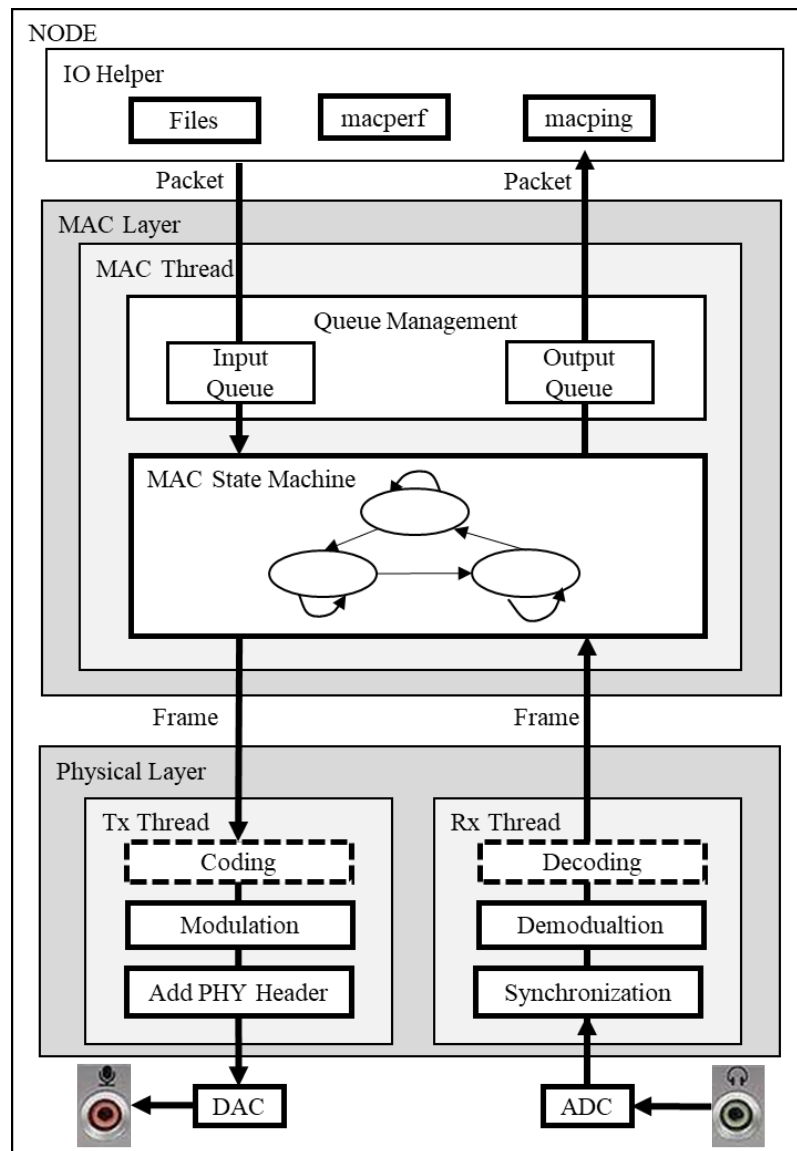 NODE
IO Helper
Files
macperf
macping
Packet
Packet
MAC Layer
MAC Thread
Queue Management
Input
Queue
Output
Queue
MAC State Machine
Frame
Frame
Physical Layer
Tx Thread
Rx Thread
Coding
Decoding
Modulation
Demodualtion
Add PHY Header
Synchronization
DAC
ADC